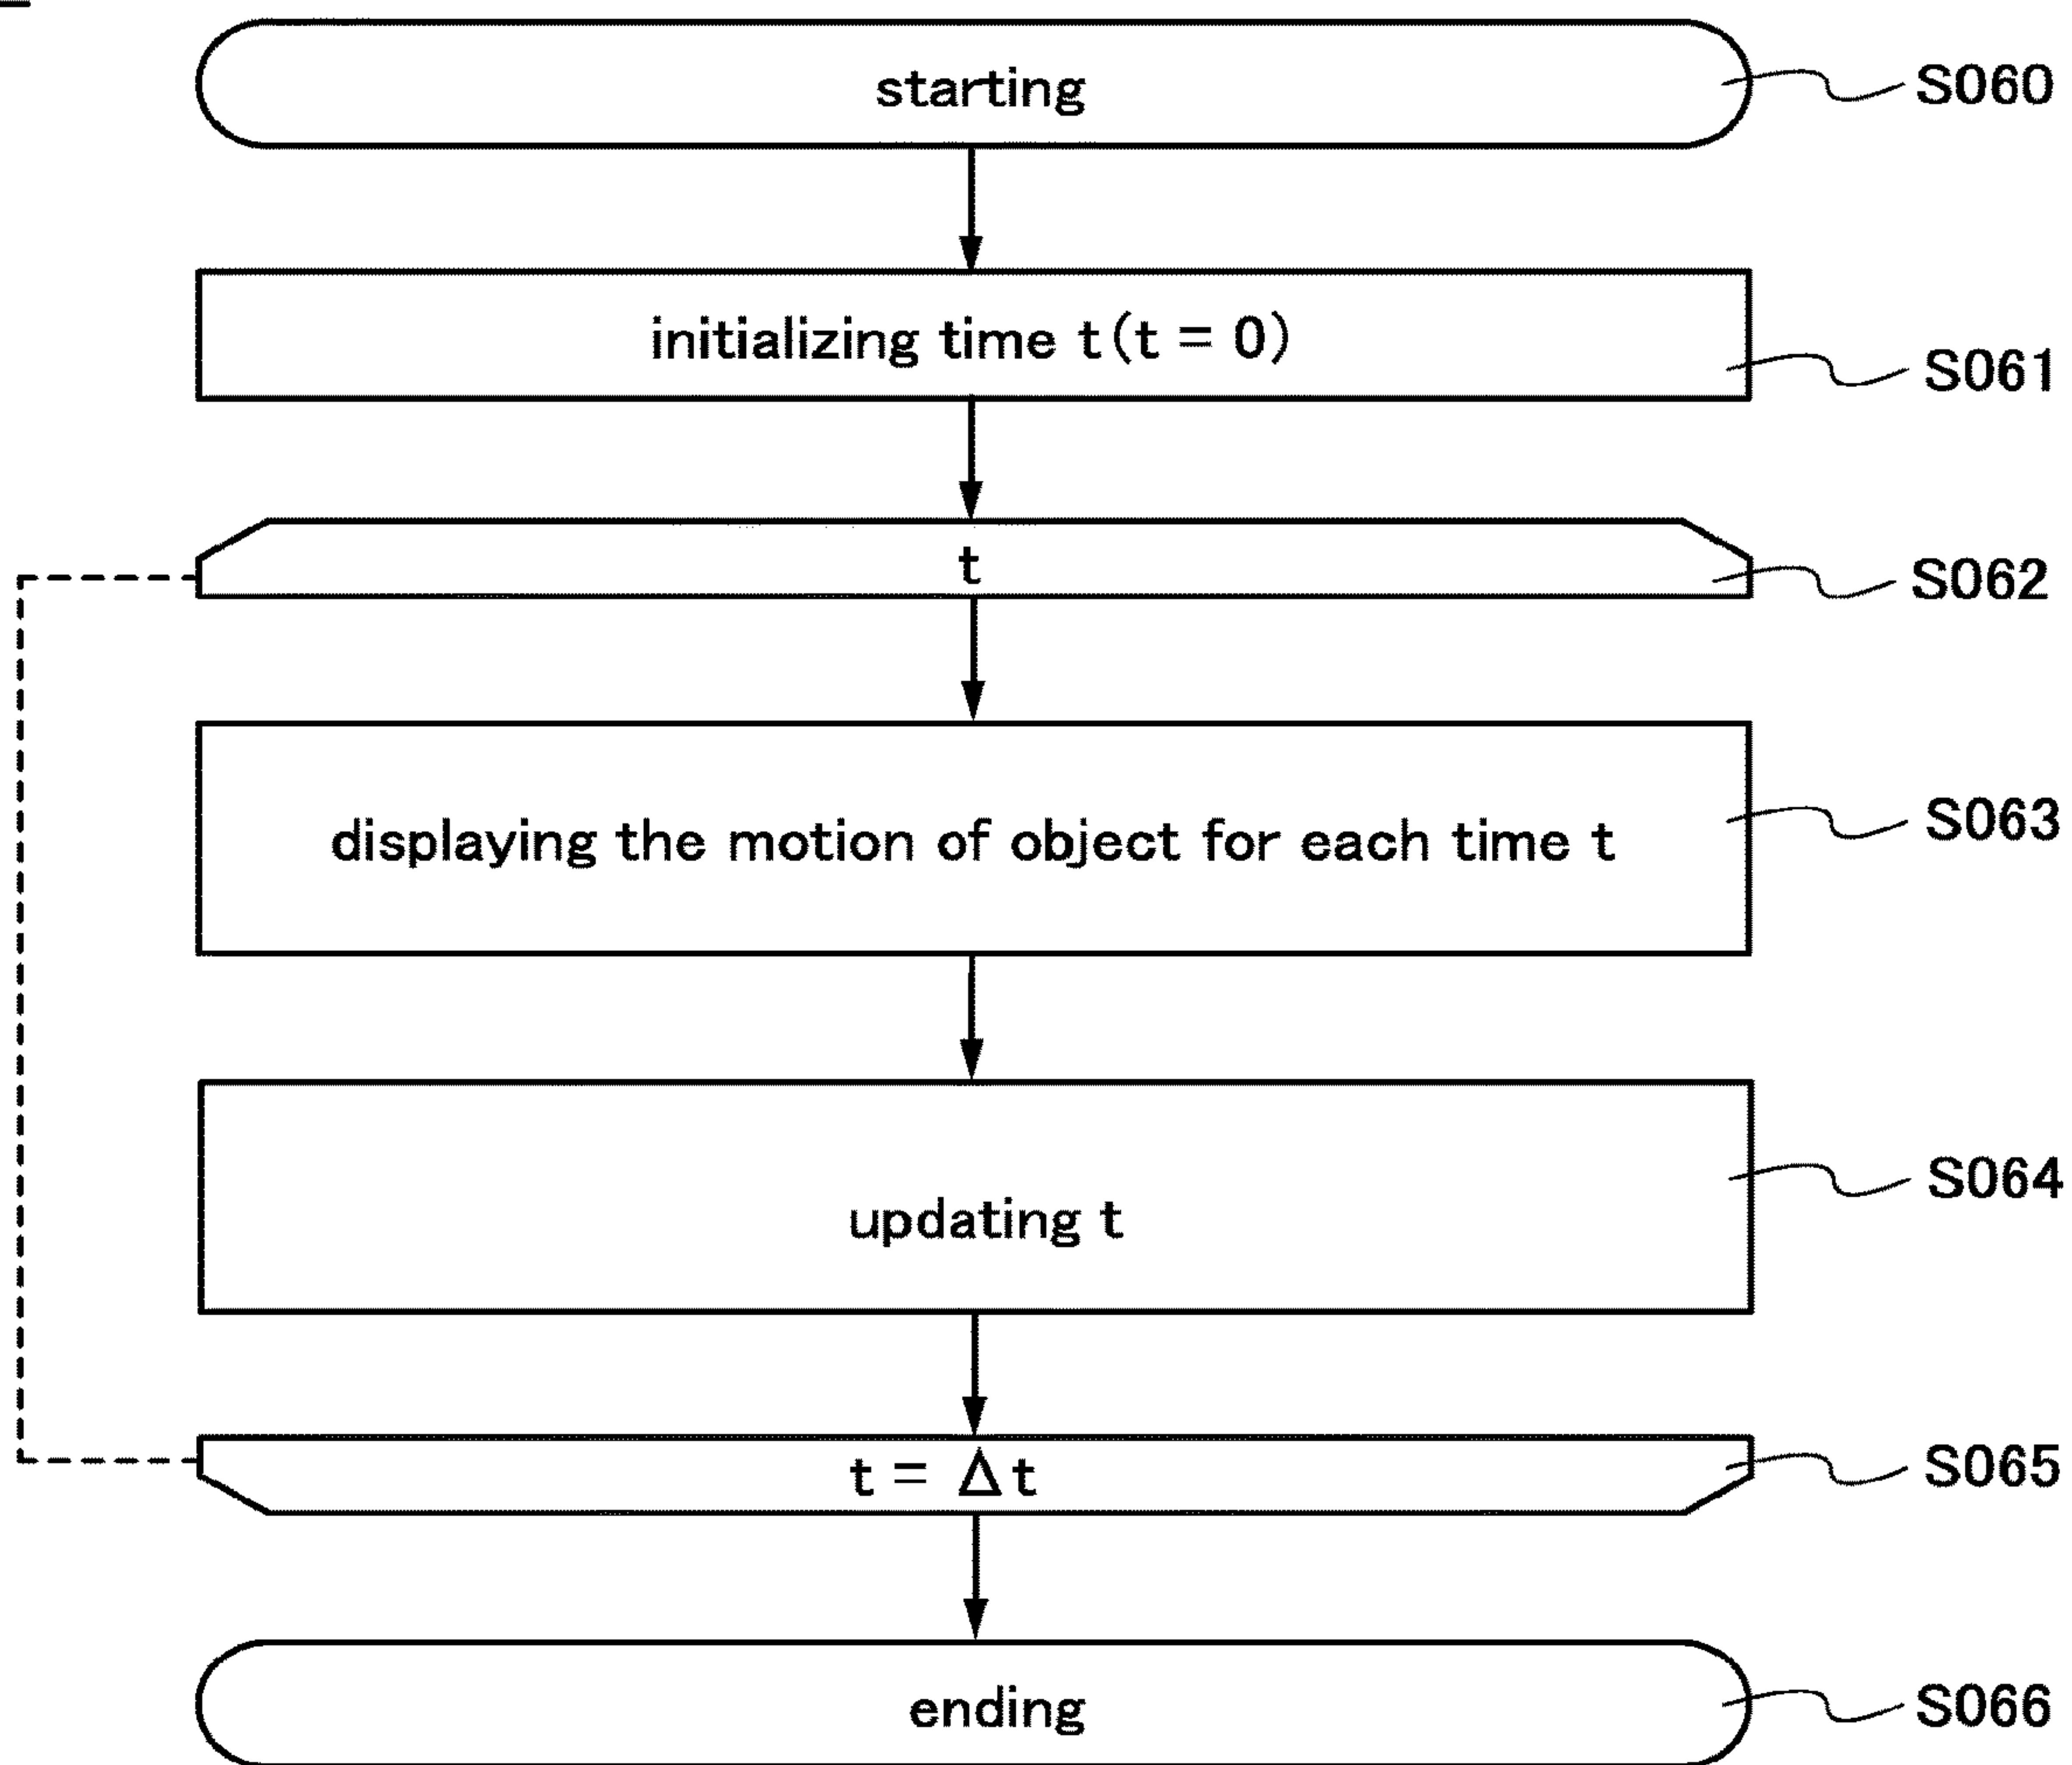 starting
S060
initializing time t(t = 0)
S061
t
S062
displaying the motion of object for each time t
S063
updating t
S064
t = Δt
S065
ending
S066